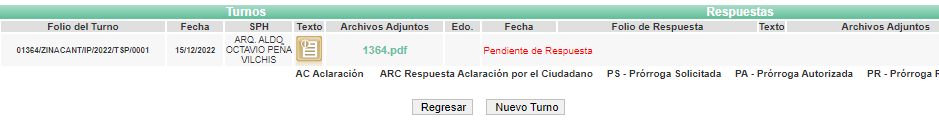 Turnos Respuestas
Folio del Turno Fecha SPH Texto Archivos Adjuntos Edo. Fecha Folio de Respuesta Texto Archivos Adjuntos
01364/ZINACANT/IP/2022/TSP/0001 15/12/2022 ARQ. ALDO OCTAVIO PEÑA VILCHIS 1364.pdf Pendiente de Respuesta
AC Aclaración ARC Respuesta Aclaración por el Ciudadano PS - Prórroga Solicitada PA - Prórroga Autorizada PR - Prórroga R
Regresar Nuevo Turno